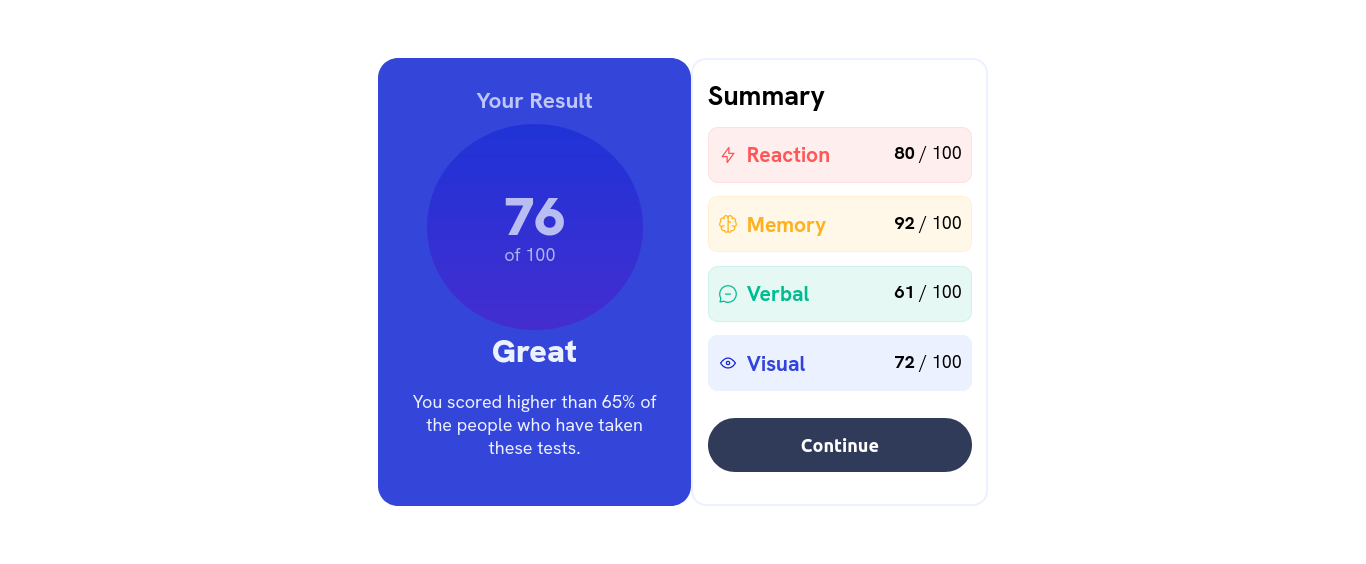 Your Result
76
of 100
Great
You scored higher than 65% of
the people who have taken
these tests.
Summary
Reaction 80 / 100
Memory 92 / 100
Verbal 61 / 100
Visual 72 / 100
Continue